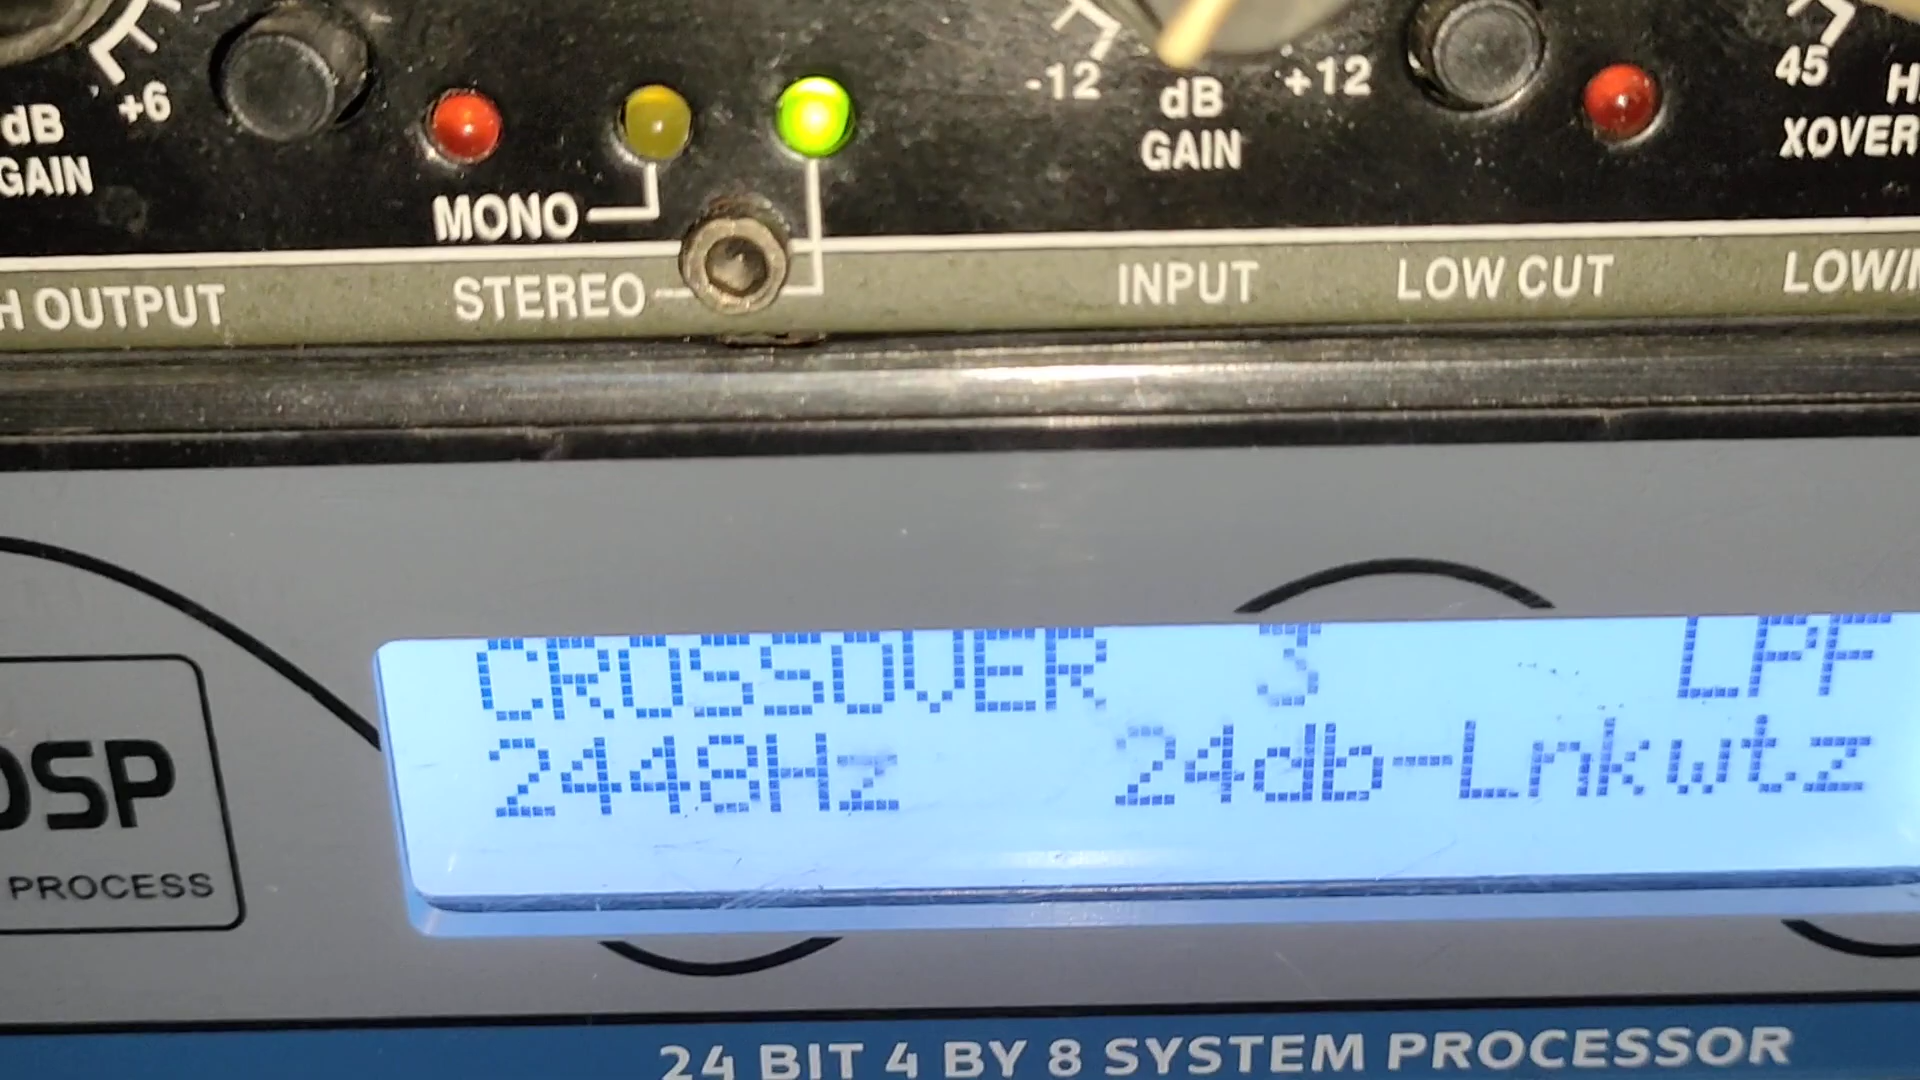 +6
dB
GAIN
-12
dB
GAIN
+12
45
XOVER
MONO
STEREO
H OUTPUT
INPUT
LOW CUT
LOW/
CROSSOVER 3 LPF
2448Hz 24db-Lnkwtz
DSP
PROCESS
24 BIT 4 BY 8 SYSTEM PROCESSOR